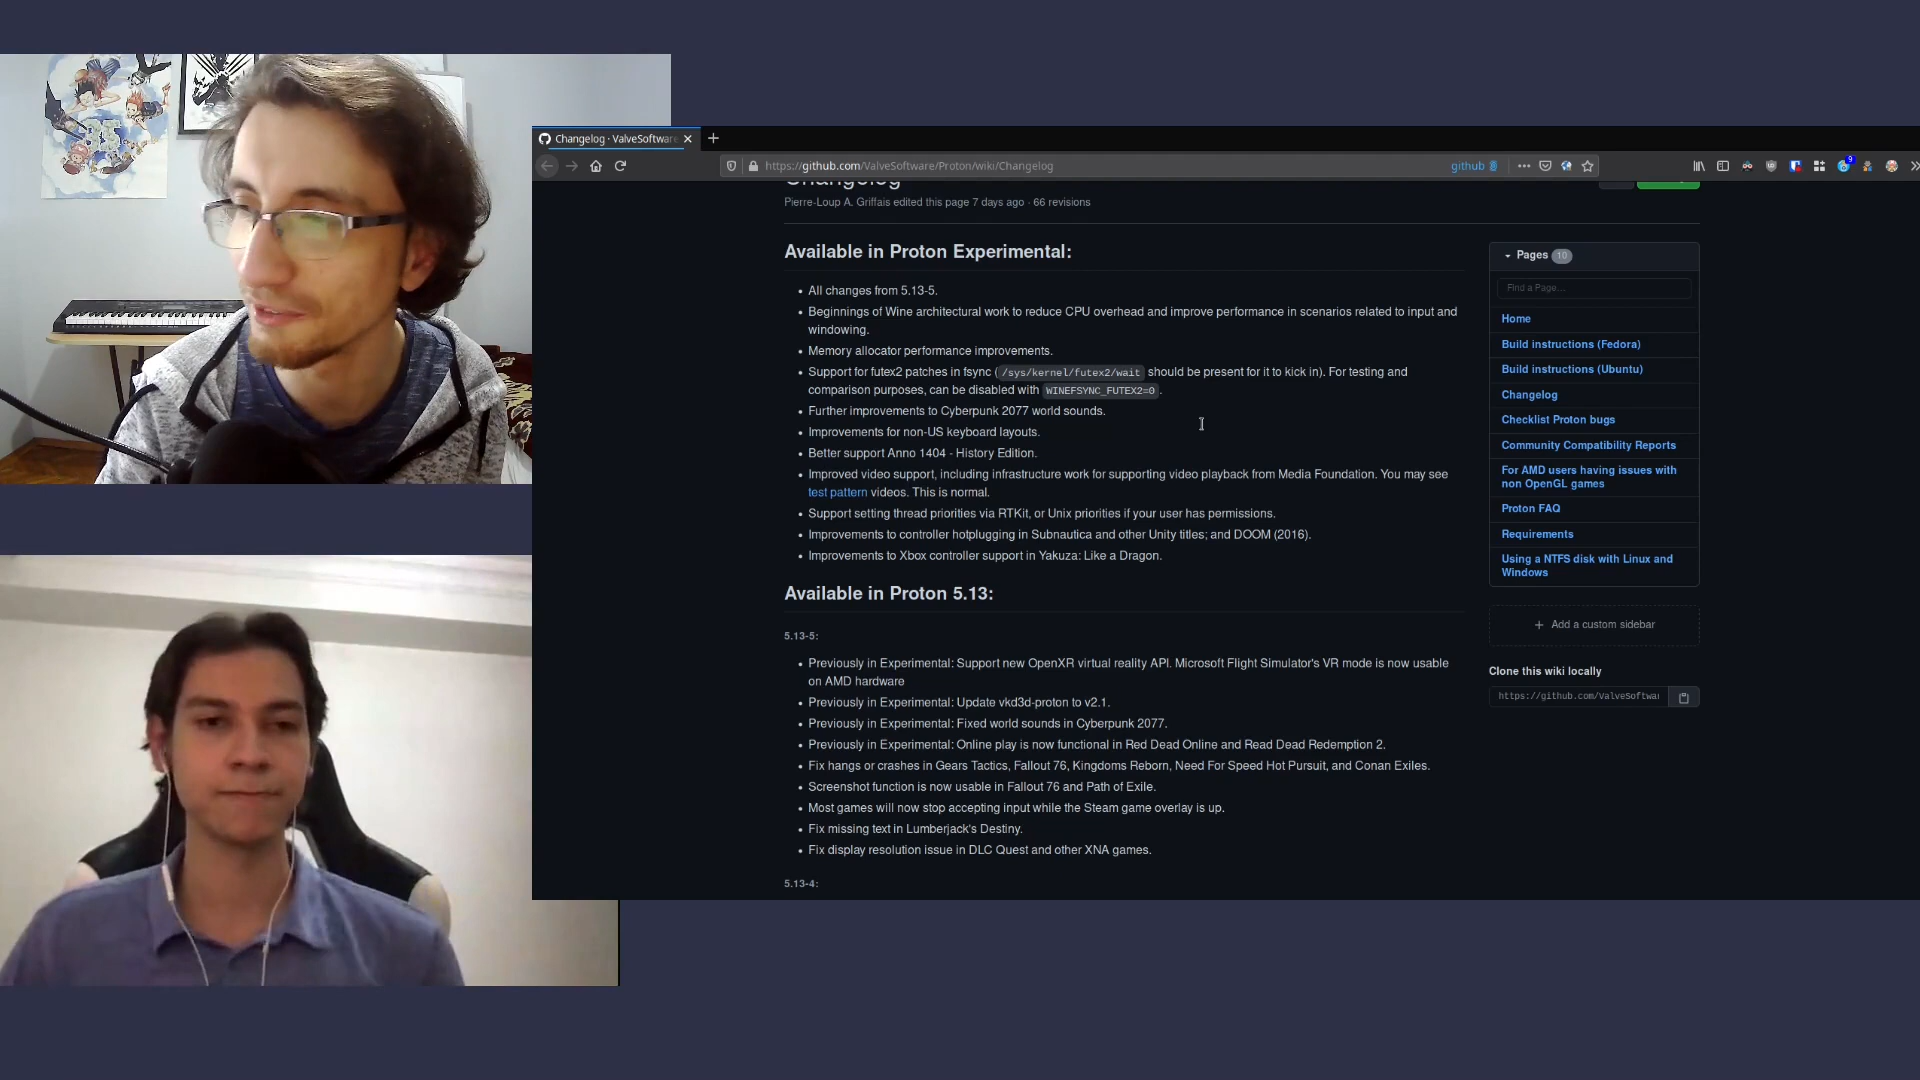 Changelog · ValveSoftware
https://github.com/ValveSoftware/Proton/wiki/Changelog
github
9
Changelog
Pierre-Loup A. Griffais edited this page 7 days ago · 66 revisions
Available in Proton Experimental:
All changes from 5.13-5.
Beginnings of Wine architectural work to reduce CPU overhead and improve performance in scenarios related to input and
windowing.
Memory allocator performance improvements.
Support for futex2 patches in fsync ( /sys/kernel/futex2/wait should be present for it to kick in). For testing and
comparison purposes, can be disabled with WINEFSYNC_FUTEX2=0 .
Further improvements to Cyberpunk 2077 world sounds.
Improvements for non-US keyboard layouts.
Better support Anno 1404 - History Edition.
Improved video support, including infrastructure work for supporting video playback from Media Foundation. You may see
test pattern videos. This is normal.
Support setting thread priorities via RTKit, or Unix priorities if your user has permissions.
Improvements to controller hotplugging in Subnautica and other Unity titles; and DOOM (2016).
Improvements to Xbox controller support in Yakuza: Like a Dragon.
Available in Proton 5.13:
5.13-5:
Previously in Experimental: Support new OpenXR virtual reality API. Microsoft Flight Simulator's VR mode is now usable
on AMD hardware
Previously in Experimental: Update vkd3d-proton to v2.1.
Previously in Experimental: Fixed world sounds in Cyberpunk 2077.
Previously in Experimental: Online play is now functional in Red Dead Online and Read Dead Redemption 2.
Fix hangs or crashes in Gears Tactics, Fallout 76, Kingdoms Reborn, Need For Speed Hot Pursuit, and Conan Exiles.
Screenshot function is now usable in Fallout 76 and Path of Exile.
Most games will now stop accepting input while the Steam game overlay is up.
Fix missing text in Lumberjack's Destiny.
Fix display resolution issue in DLC Quest and other XNA games.
5.13-4:
Pages 10
Find a Page...
Home
Build instructions (Fedora)
Build instructions (Ubuntu)
Changelog
Checklist Proton bugs
Community Compatibility Reports
For AMD users having issues with
non OpenGL games
Proton FAQ
Requirements
Using a NTFS disk with Linux and
Windows
Add a custom sidebar
Clone this wiki locally
https://github.com/ValveSoftwar